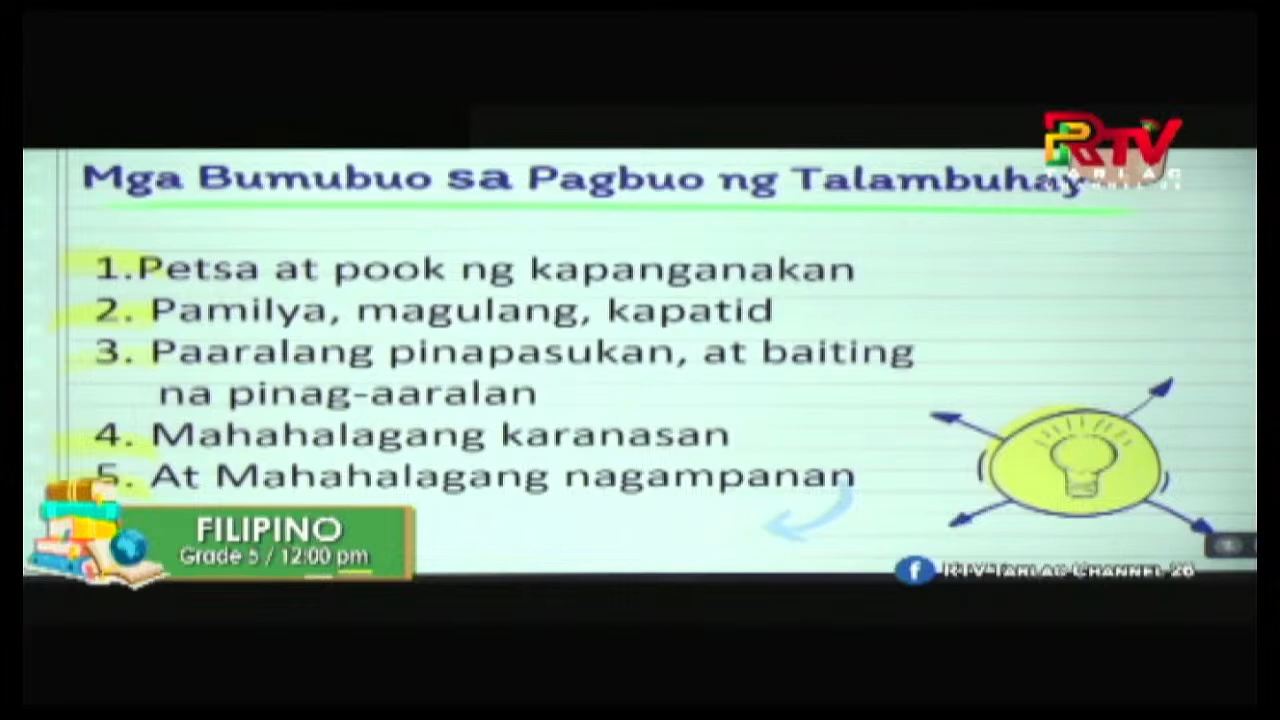 RTV
TARLAC
Mga Bumubuo sa Pagbuo ng Talambuhay
1.Petsa at pook ng kapanganakan
2. Pamilya, magulang, kapatid
3. Paaralang pinapasukan, at baiting
na pinag-aaralan
4. Mahahalagang karanasan
5. At Mahahalagang nagampanan
FILIPINO
Grade 5 / 12:00 pm
f RTV-Tarlac Channel 26